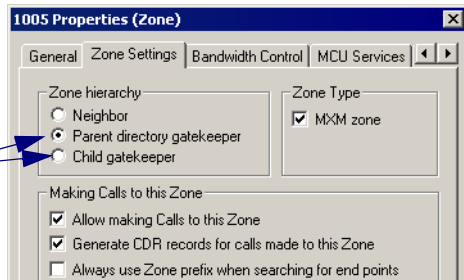 1005 Properties (Zone)
General Zone Settings Bandwidth Control MCU Services
Zone hierarchy
Neighbor
Parent directory gatekeeper
Child gatekeeper
Zone Type
MXM zone
Making Calls to this Zone
Allow making Calls to this Zone
Generate CDR records for calls made to this Zone
Always use Zone prefix when searching for end points